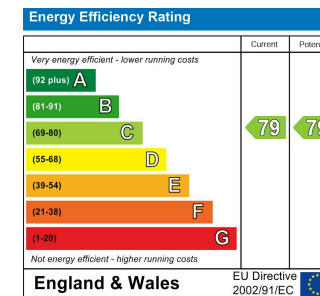 Energy Efficiency Rating
Current
Very energy efficient - lower running costs
(92 plus) A
(81-91) B
(69-80) C
79
(55-68) D
(39-54) E
(21-38) F
(1-20) G
Not energy efficient - higher running costs
England & Wales
EU Directive
2002/91/EC